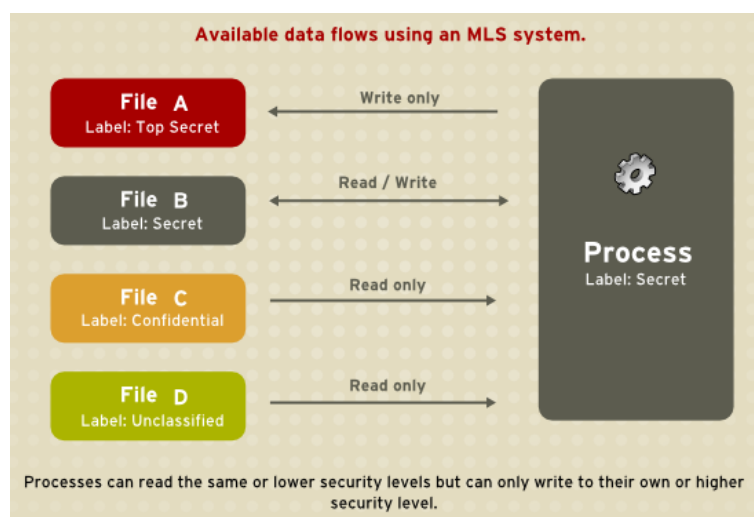 Available data flows using an MLS system.
File A
Label: Top Secret
Write only
File B
Label: Secret
Read / Write
File C
Label: Confidential
Read only
File D
Label: Unclassified
Read only
Process
Label: Secret
Processes can read the same or lower security levels but can only write to their own or higher
security level.